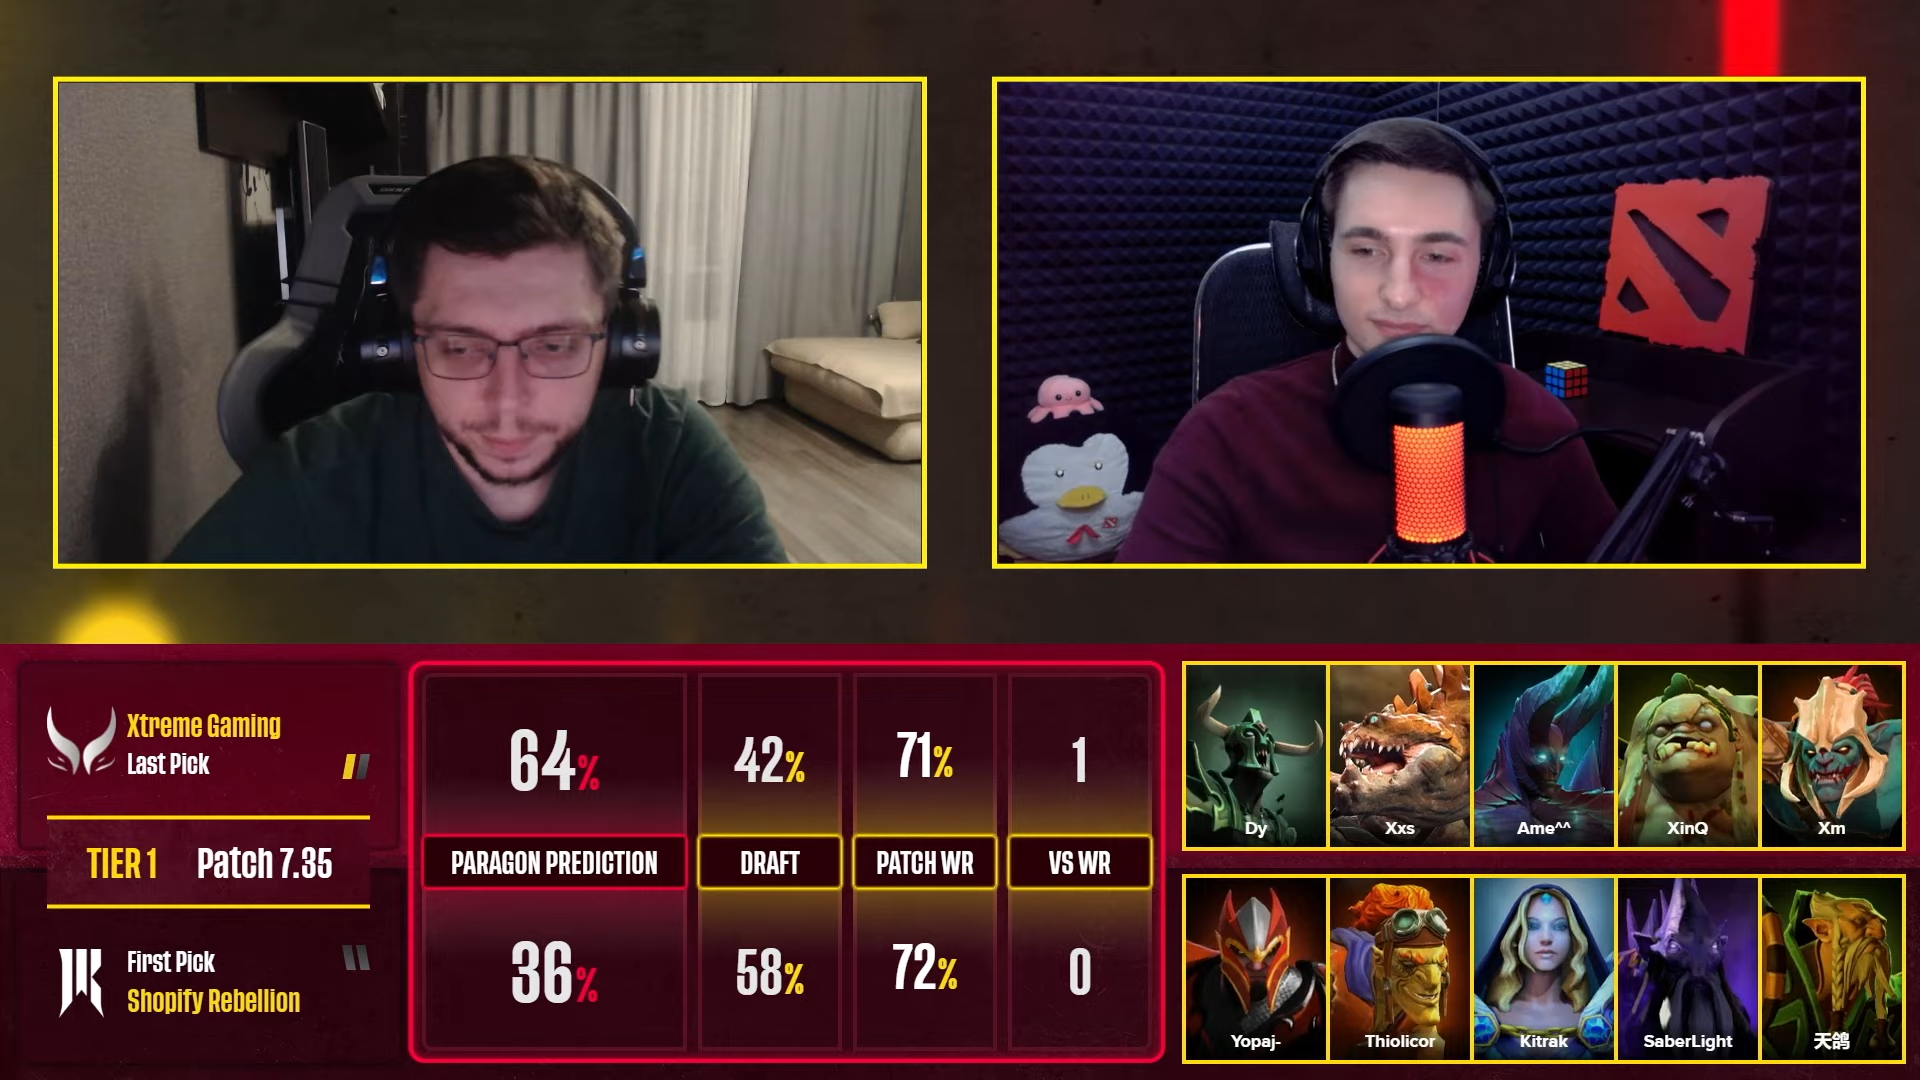 Xtreme Gaming
Last Pick
TIER 1 Patch 7.35
First Pick
Shopify Rebellion
64% 42% 71% 1
PARAGON PREDICTION DRAFT PATCH WR VS WR
36% 58% 72% 0
Dy Xxs Ame^^ XinQ Xm
Yopaj- Thiolicor Kitrak SaberLight 天鸽